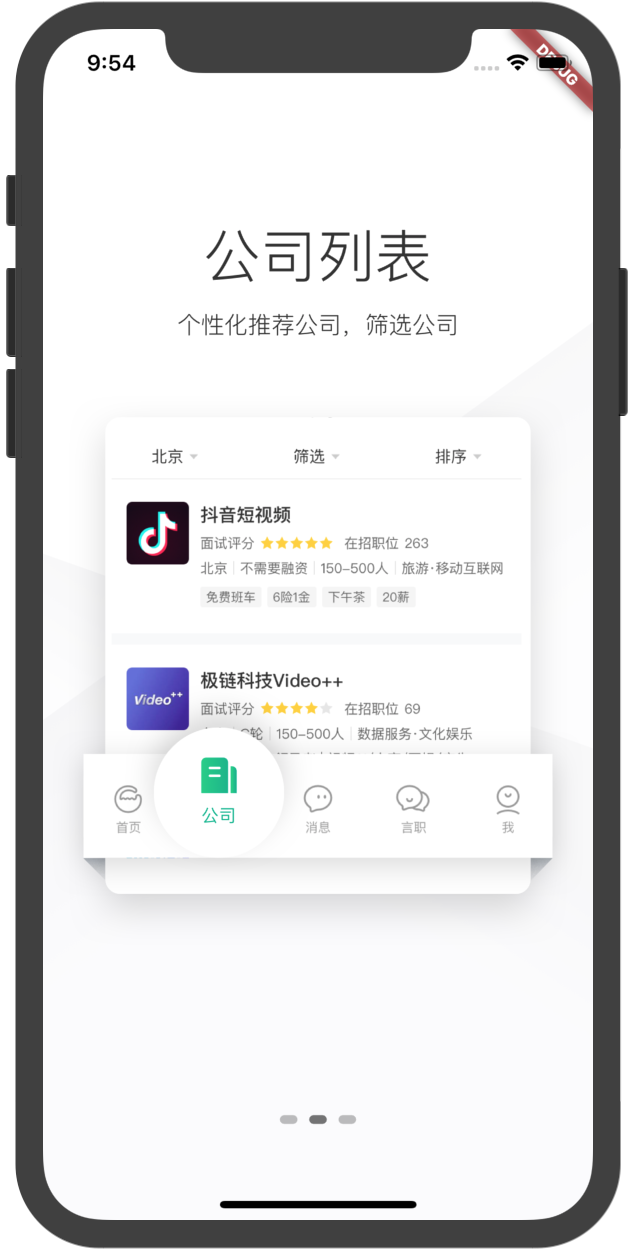 9:54
DEBUG
公司列表
个性化推荐公司，筛选公司
北京 筛选 排序
抖音短视频
面试评分 在招职位 263
北京 不需要融资 150-500人 旅游·移动互联网
免费班车 6险1金 下午茶 20薪
Video++
极链科技Video++
面试评分 在招职位 69
轮 150-500人 数据服务·文化娱乐
首页 公司 消息 言职 我